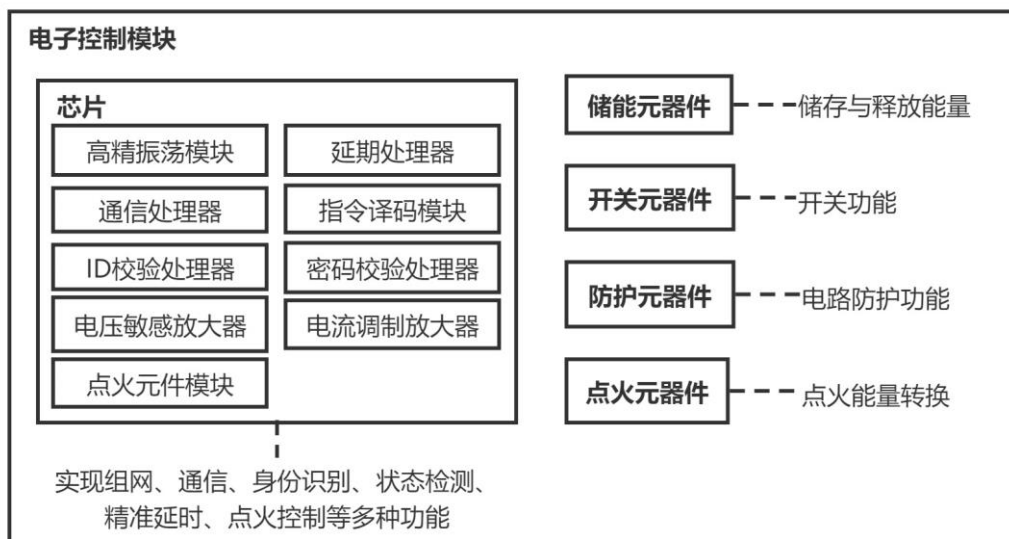 电子控制模块
芯片
高精振荡模块
延期处理器
通信处理器
指令译码模块
ID校验处理器
密码校验处理器
电压敏感放大器
电流调制放大器
点火元件模块
实现组网、通信、身份识别、状态检测、
精准延时、点火控制等多种功能
储能元器件
储存与释放能量
开关元器件
开关功能
防护元器件
电路防护功能
点火元器件
点火能量转换